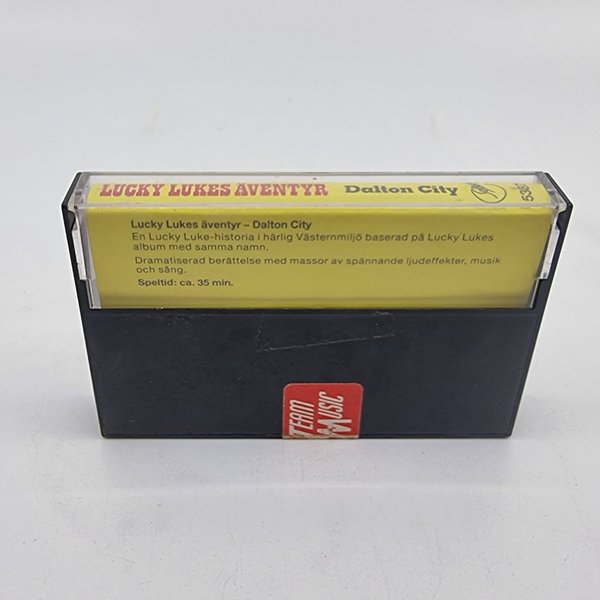 LUCKY LUKES ÄVENTYR Dalton City
Lucky Lukes äventyr – Dalton City
En Lucky Luke-historia i härlig Västernmiljö baserad på Lucky Lukes
album med samma namn.
Dramatiserad berättelse med massor av spännande ljudeffekter, musik
och sång.
Speltid: ca. 35 min.
TEAM
MUSIC